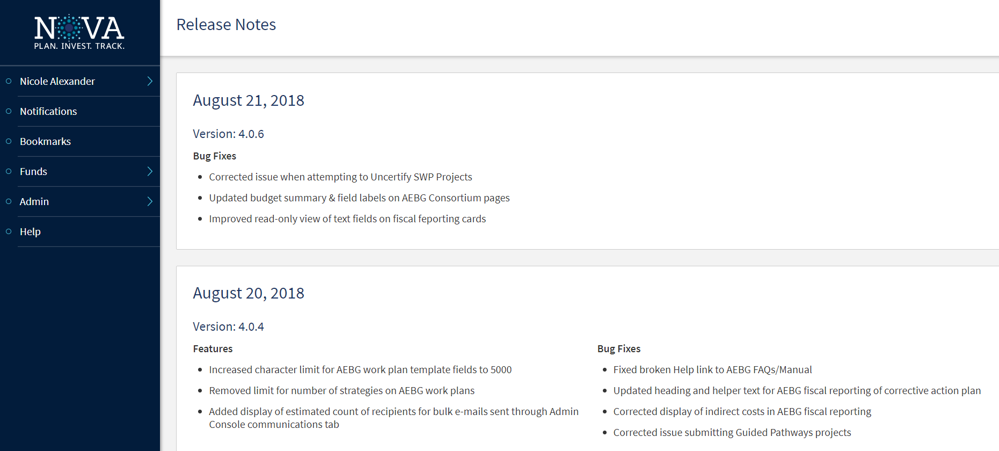 NOVA
PLAN. INVEST. TRACK.
Nicole Alexander
Notifications
Bookmarks
Funds
Admin
Help
Release Notes
August 21, 2018
Version: 4.0.6
Bug Fixes
Corrected issue when attempting to Uncertify SWP Projects
Updated budget summary & field labels on AEBG Consortium pages
Improved read-only view of text fields on fiscal feporting cards
August 20, 2018
Version: 4.0.4
Features
Increased character limit for AEBG work plan template fields to 5000
Removed limit for number of strategies on AEBG work plans
Added display of estimated count of recipients for bulk e-mails sent through Admin
Console communications tab
Bug Fixes
Fixed broken Help link to AEBG FAQs/Manual
Updated heading and helper text for AEBG fiscal reporting of corrective action plan
Corrected display of indirect costs in AEBG fiscal reporting
Corrected issue submitting Guided Pathways projects